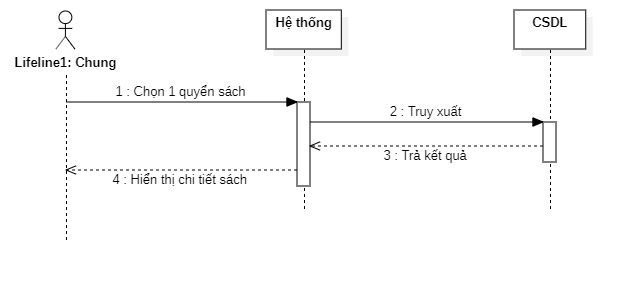 Hệ thống
CSDL
Lifeline1: Chung
1 : Chọn 1 quyển sách
2 : Truy xuất
3 : Trả kết quả
4 : Hiển thị chi tiết sách